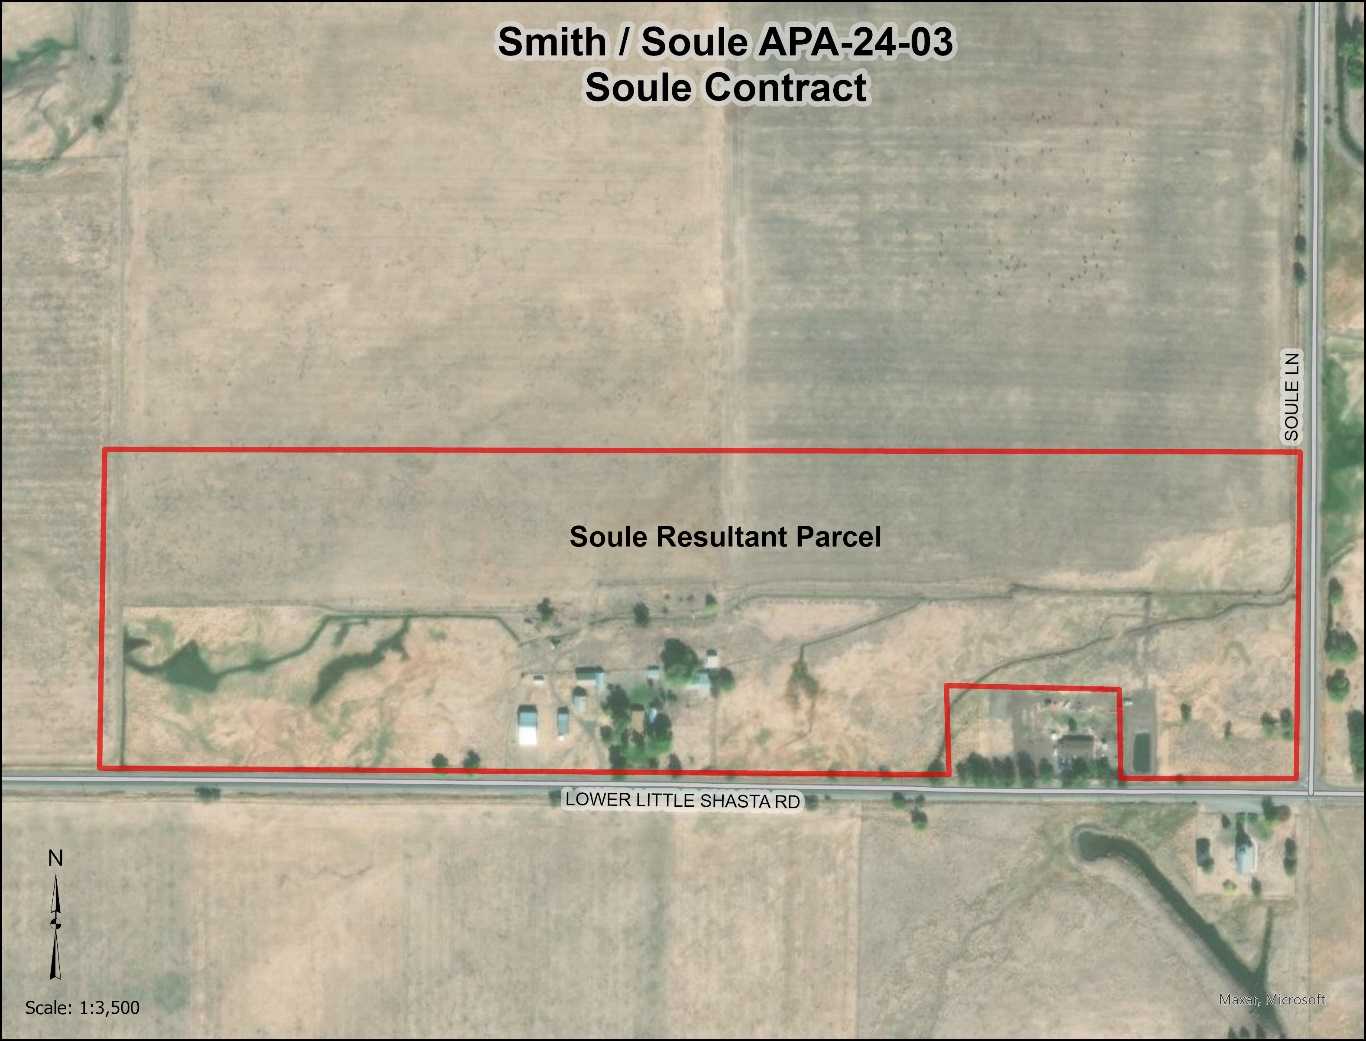 Smith / Soule APA-24-03
Soule Contract
SOULE LN
Soule Resultant Parcel
LOWER LITTLE SHASTA RD
N
Scale: 1:3,500
Maxar, Microsoft